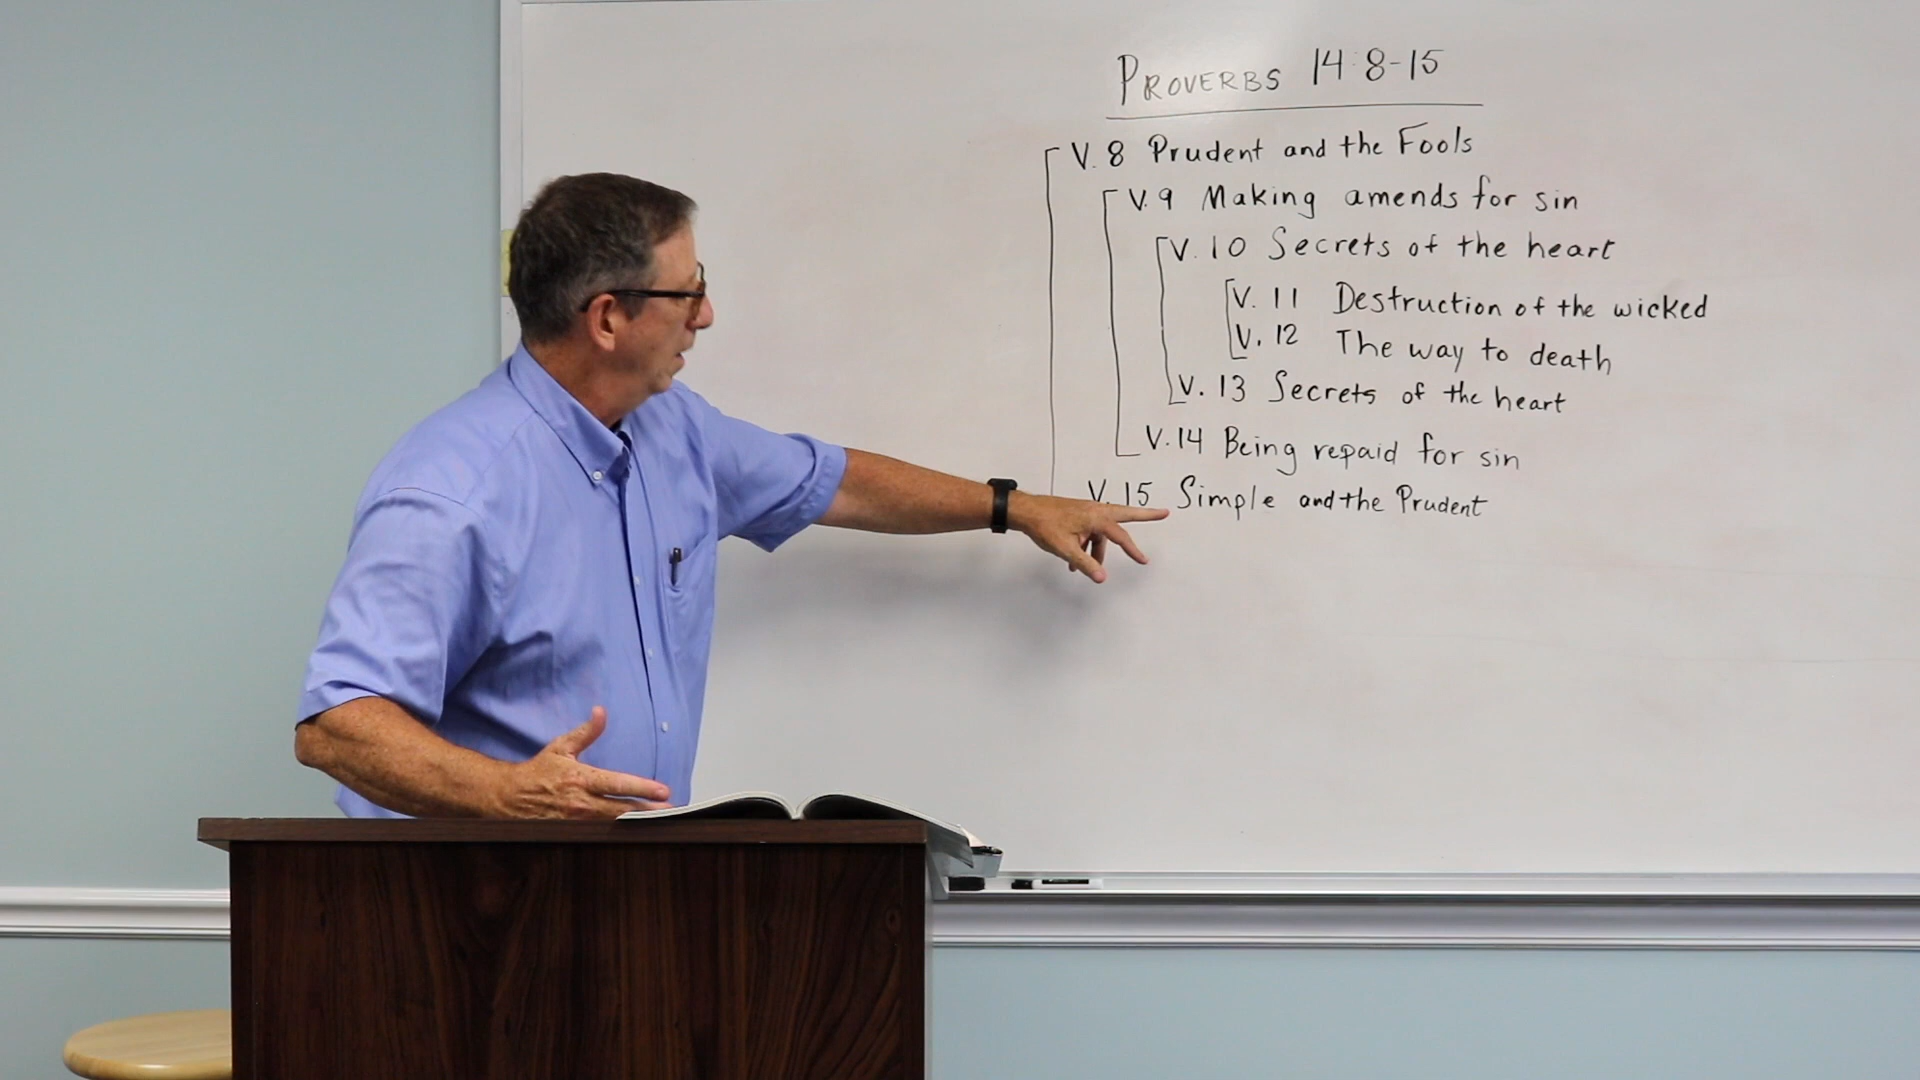 PROVERBS 14:8-15
V. 8 Prudent and the Fools
V. 9 Making amends for sin
V. 10 Secrets of the heart
V. 11 Destruction of the wicked
V. 12 The way to death
V. 13 Secrets of the heart
V. 14 Being repaid for sin
V. 15 Simple and the Prudent